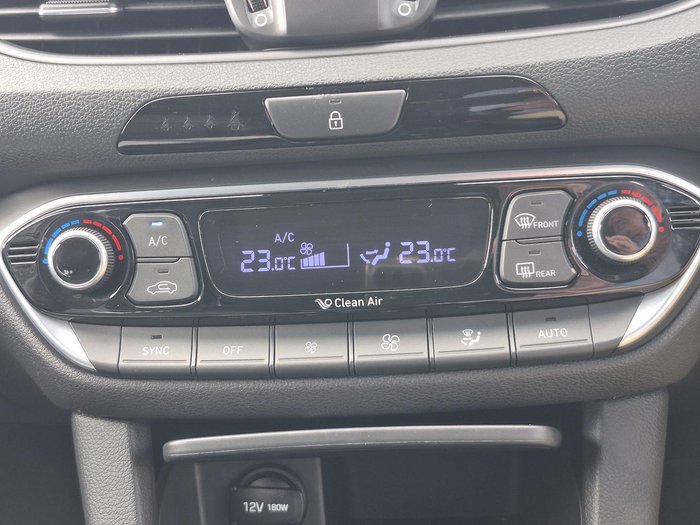 A/C
A/C
23.0°C
23.0°C
FRONT
REAR
Clean Air
SYNC
OFF
AUTO
12V 180W